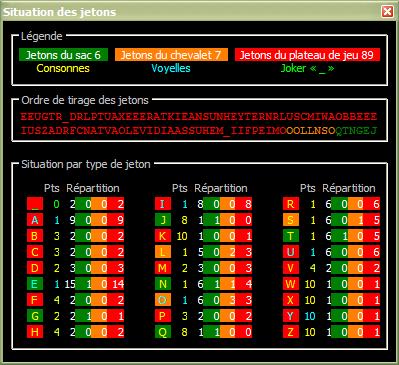 Situation des jetons
Légende
Jetons du sac 6 Jetons du chevalet 7 Jetons du plateau de jeu 89
Consonnes Voyelles Joker « _ »
Ordre de tirage des jetons
EEUGTR_DRLPTUAXEEERATKIEANSUNHEYTERNRLUSCMIWAOBBEEE
IUSZADRFCNATVAOLEVIDIAASSUHEM_IIFPEIMOOOLLNSOQTNGEJ
Situation par type de jeton
Pts Répartition Pts Répartition Pts Répartition
_ 0 2 0 0 2 I 1 8 0 0 8 R 1 6 0 0 6
A 1 9 0 0 9 J 8 1 1 0 0 S 1 6 0 1 5
B 3 2 0 0 2 K 10 1 0 0 1 T 1 6 1 0 5
C 3 2 0 0 2 L 1 5 0 2 3 U 1 6 0 0 6
D 2 3 0 0 3 M 2 3 0 0 3 V 4 2 0 0 2
E 1 15 1 0 14 N 1 6 1 1 4 W 10 1 0 0 1
F 4 2 0 0 2 O 1 6 0 3 3 X 10 1 0 0 1
G 2 2 1 0 1 P 3 2 0 0 2 Y 10 1 0 0 1
H 4 2 0 0 2 Q 8 1 1 0 0 Z 10 1 0 0 1